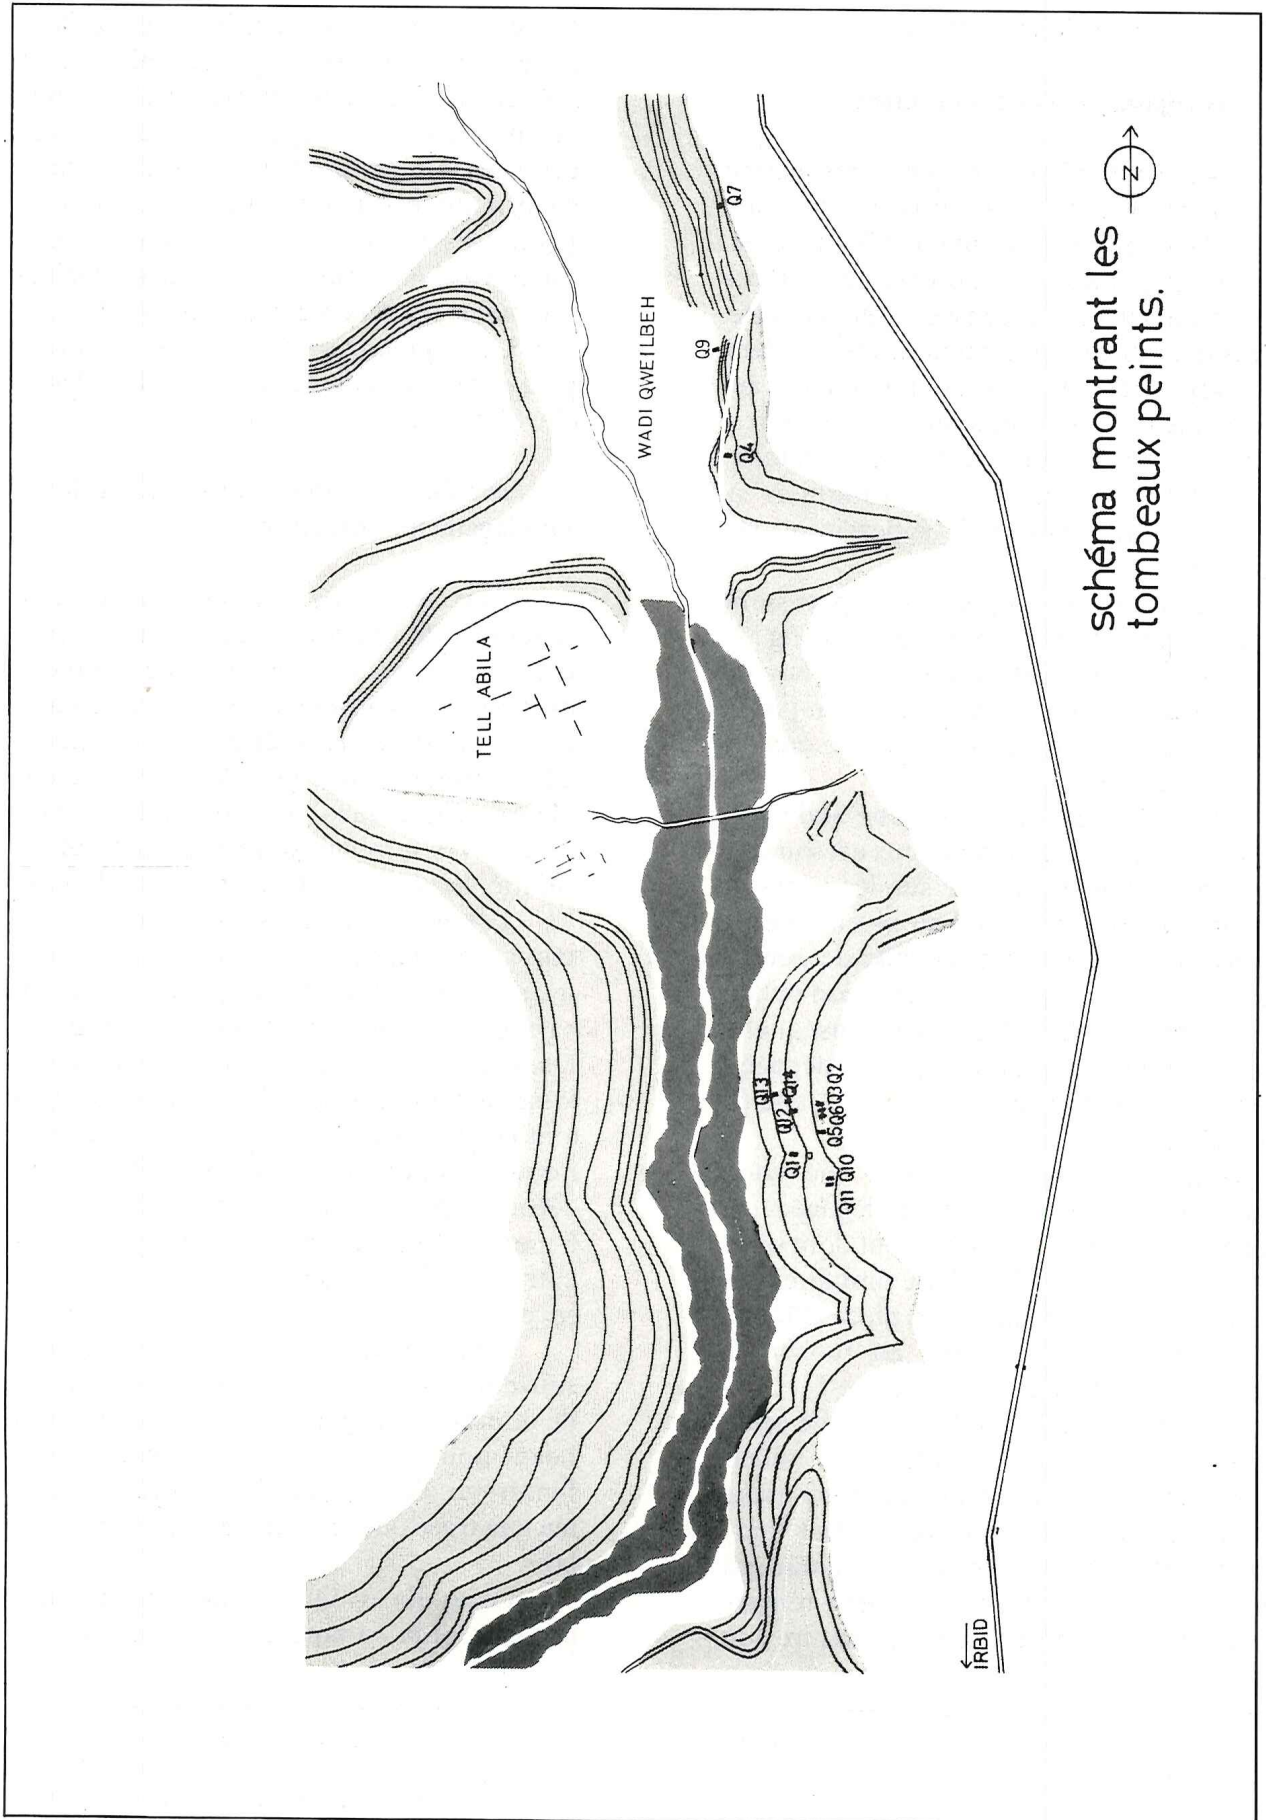 schéma montrant les
tombeaux peints.
N
TELL ABILA
WADI QWEILBEH
Q7
Q9
Q4
Q13
Q12 Q14
Q1
Q5 Q6 Q3 Q2
Q11 Q10
IRBID